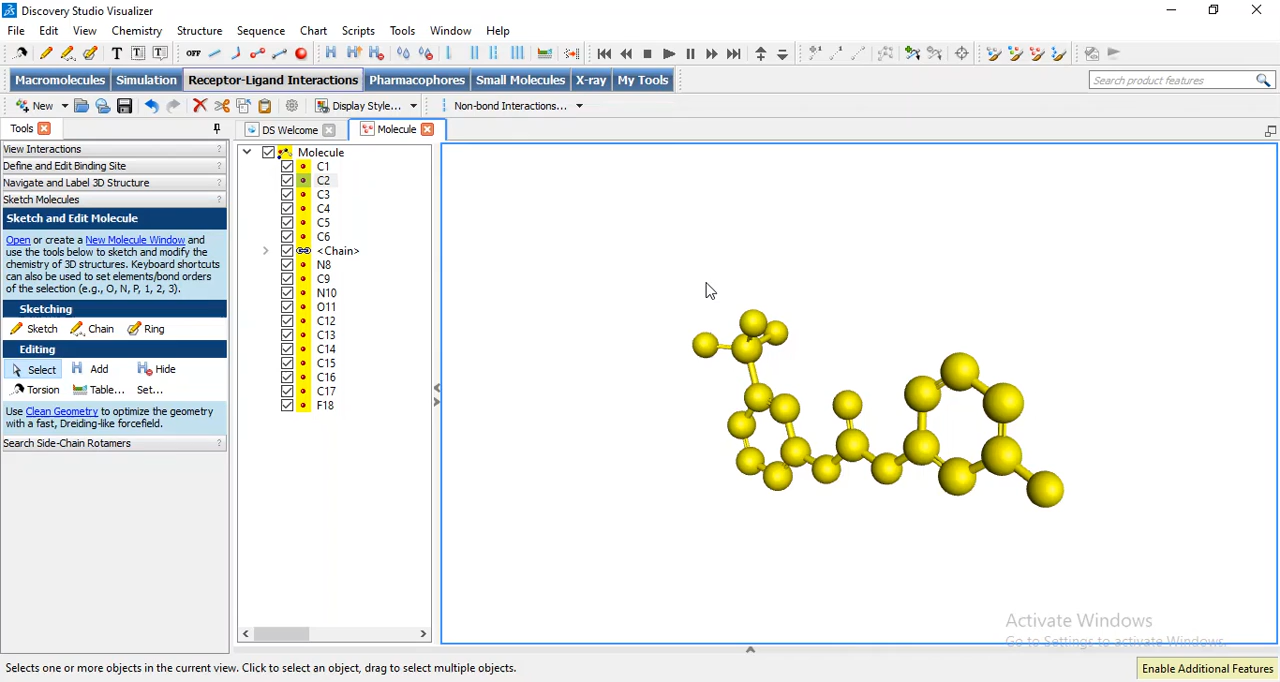 Discovery Studio Visualizer
File Edit View Chemistry Structure Sequence Chart Scripts Tools Window Help
OFF
Macromolecules Simulation Receptor-Ligand Interactions Pharmacophores Small Molecules X-ray My Tools
Search product features
New Display Style... Non-bond Interactions...
Tools
DS Welcome Molecule
View Interactions ?
Define and Edit Binding Site ?
Navigate and Label 3D Structure ?
Sketch Molecules ?
Sketch and Edit Molecule
Open or create a New Molecule Window and
use the tools below to sketch and modify the
chemistry of 3D structures. Keyboard shortcuts
can also be used to set elements/bond orders
of the selection (e.g., O, N, P, 1, 2, 3).
Sketching
Sketch Chain Ring
Editing
Select Add Hide
Torsion Table... Set...
Use Clean Geometry to optimize the geometry
with a fast, Dreiding-like forcefield.
Search Side-Chain Rotamers ?
Molecule
C1
C2
C3
C4
C5
C6
<Chain>
N8
C9
N10
O11
C12
C13
C14
C15
C16
C17
F18
Activate Windows
Go to Settings to activate Windows.
Selects one or more objects in the current view. Click to select an object, drag to select multiple objects.
Enable Additional Features